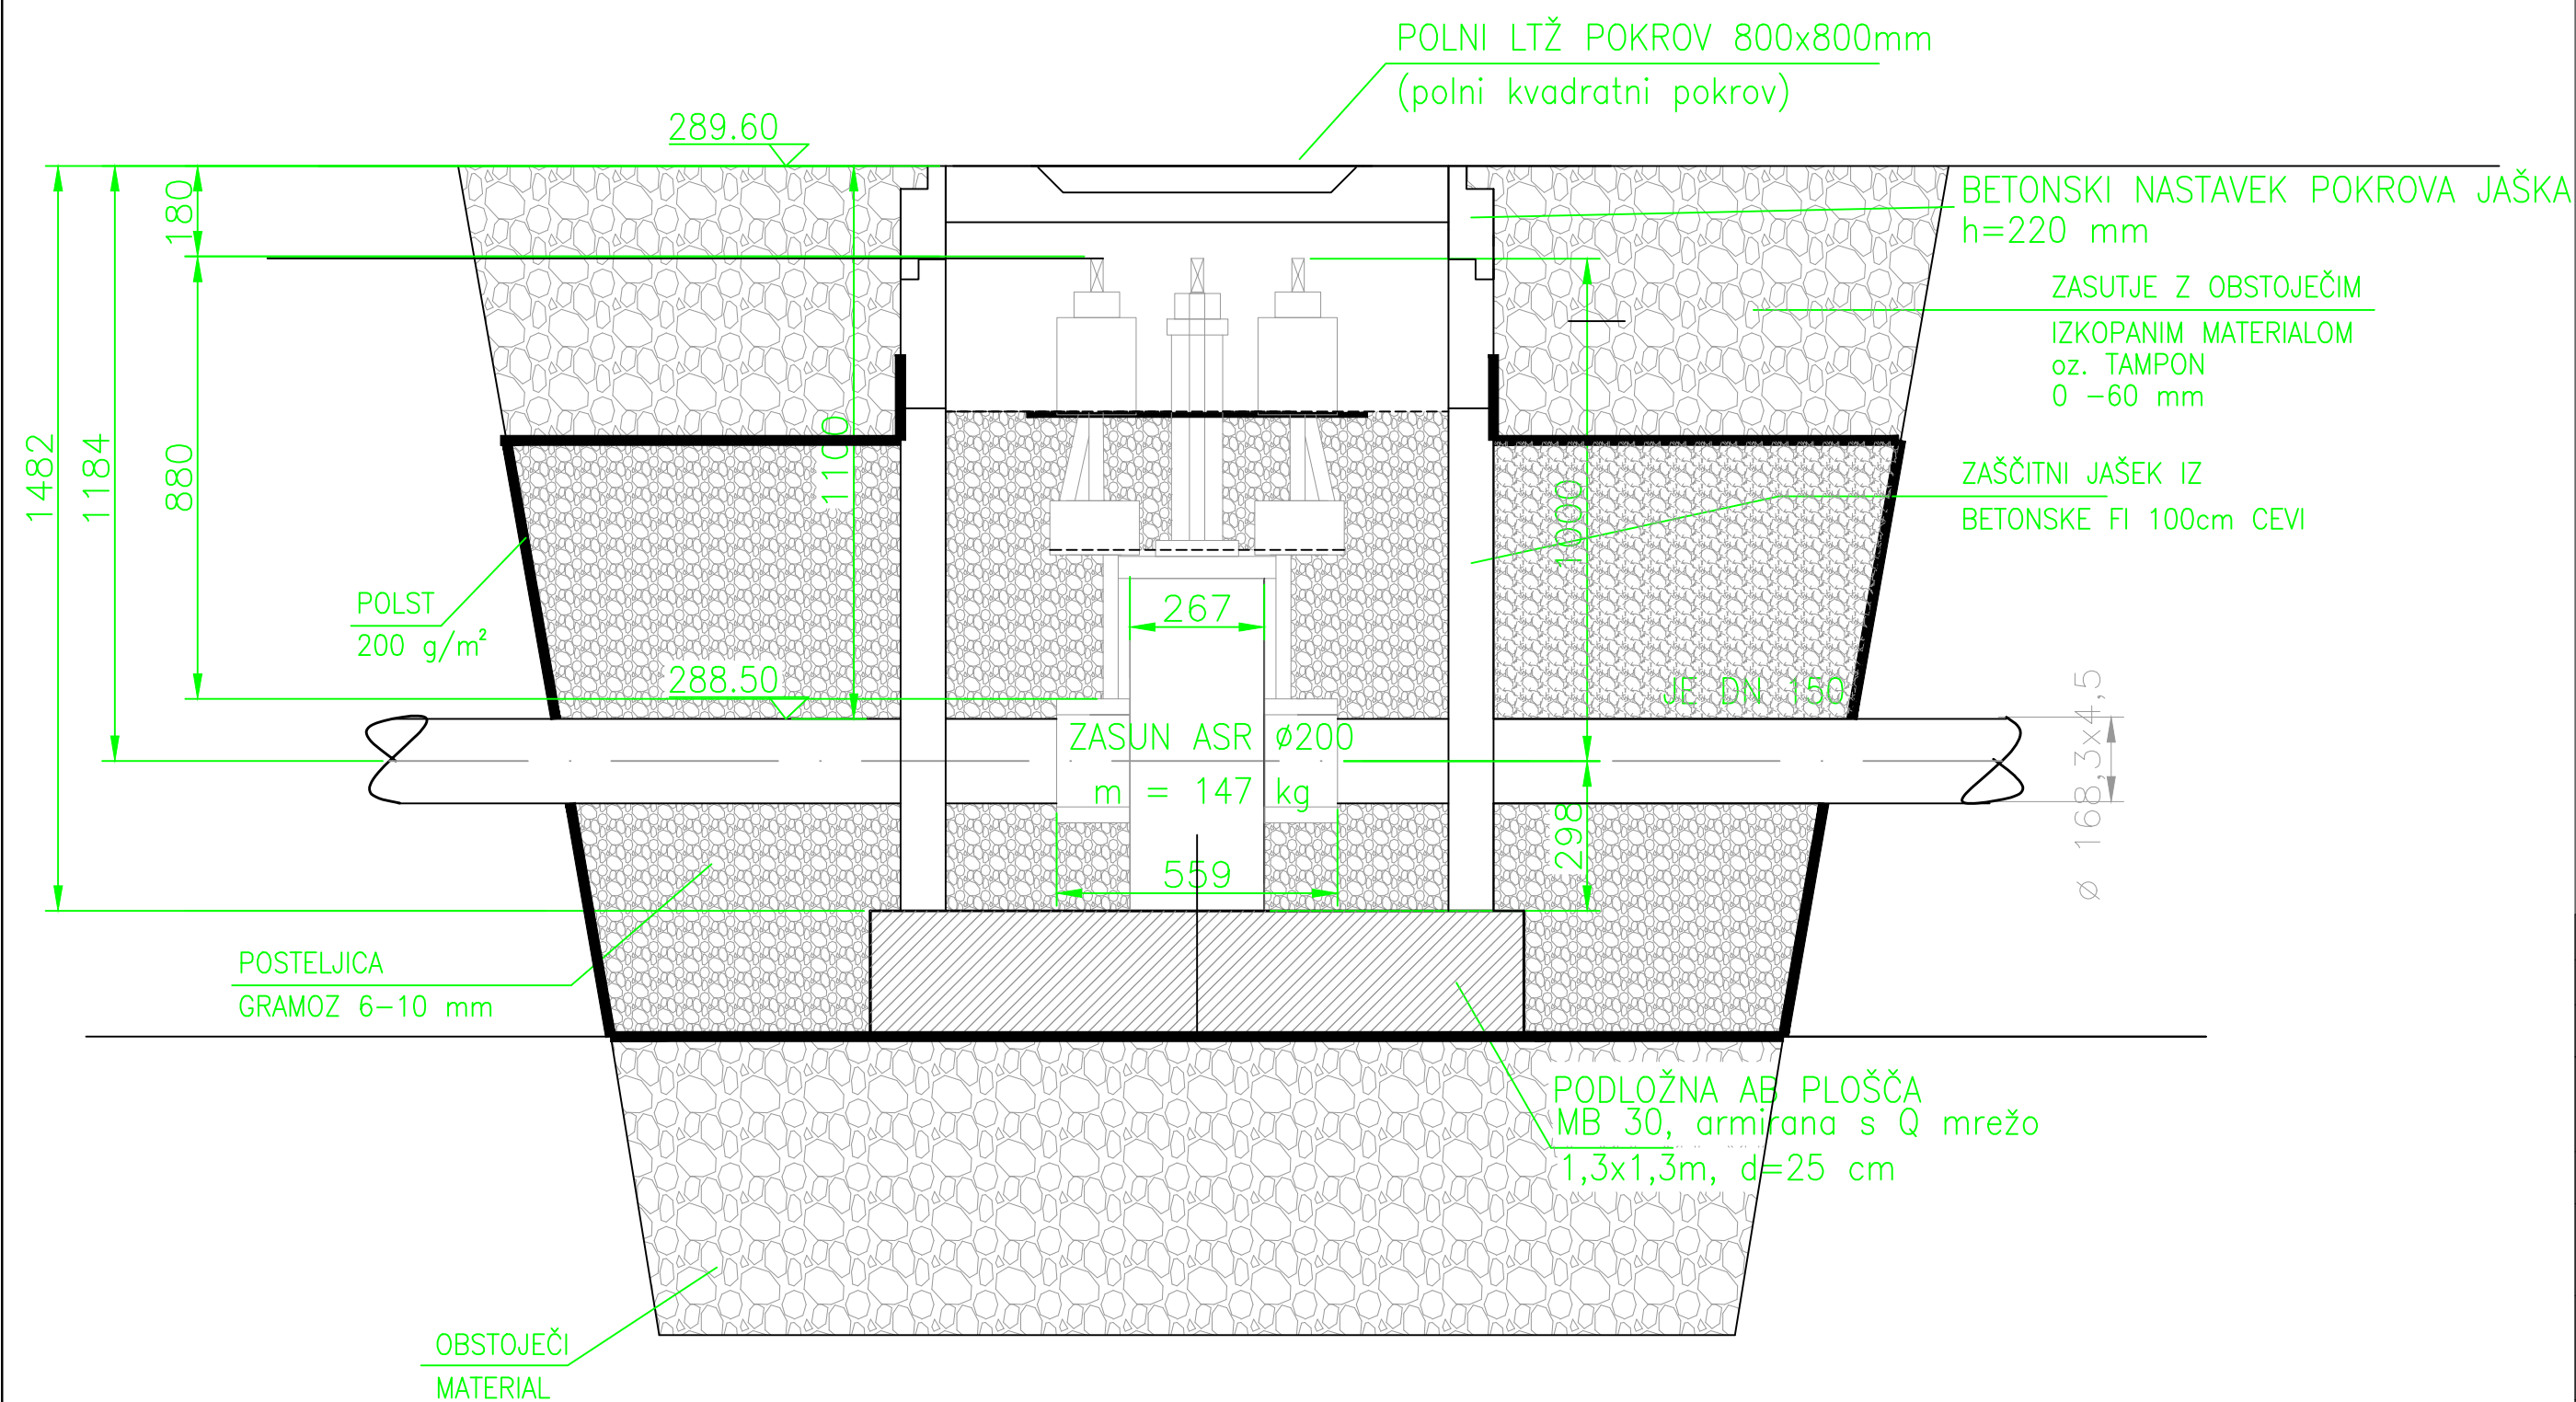 POLNI LTŽ POKROV 800x800mm
(polni kvadratni pokrov)
289.60
BETONSKI NASTAVEK POKROVA JAŠKA
h=220 mm
180
ZASUTJE Z OBSTOJEČIM
IZKOPANIM MATERIALOM
oz. TAMPON
0 -60 mm
1482
1184
880
1100
1000
ZAŠČITNI JAŠEK IZ
BETONSKE FI 100cm CEVI
POLST
200 g/m²
267
288.50
JE DN 150
ø 168,3x4,5
ZASUN ASR ø200
m = 147 kg
298
559
POSTELJICA
GRAMOZ 6-10 mm
PODLOŽNA AB PLOŠČA
MB 30, armirana s Q mrežo
1,3x1,3m, d=25 cm
OBSTOJEČI
MATERIAL